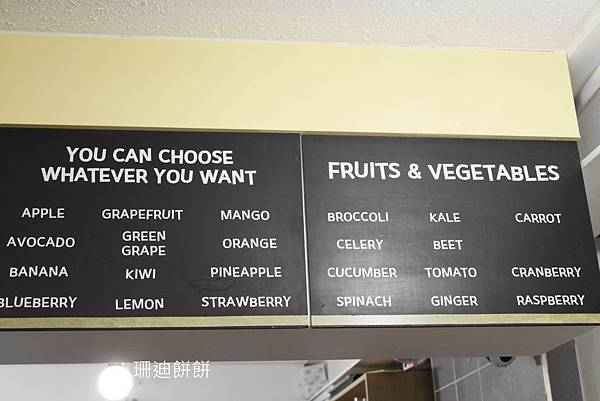 YOU CAN CHOOSE
WHATEVER YOU WANT
APPLE GRAPEFRUIT MANGO
AVOCADO GREEN GRAPE ORANGE
BANANA KIWI PINEAPPLE
BLUEBERRY LEMON STRAWBERRY
FRUITS & VEGETABLES
BROCCOLI KALE CARROT
CELERY BEET
CUCUMBER TOMATO CRANBERRY
SPINACH GINGER RASPBERRY
珊迪餅餅